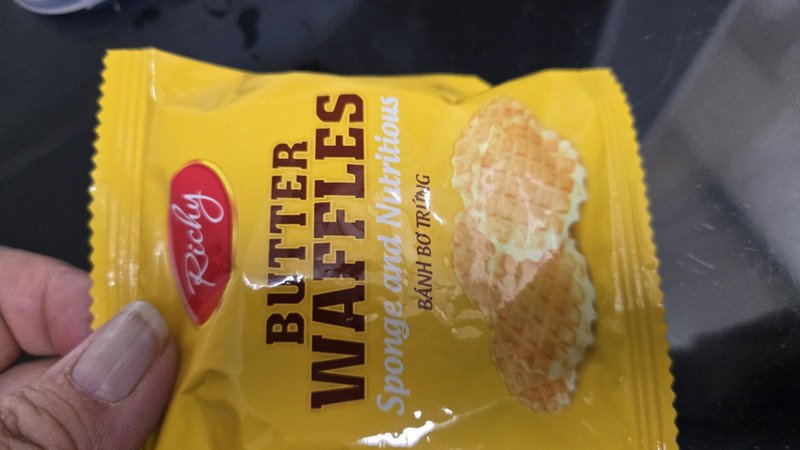 Richy
BUTTER
WAFFLES
Sponge and Nutritious
BÁNH BƠ TRỨNG